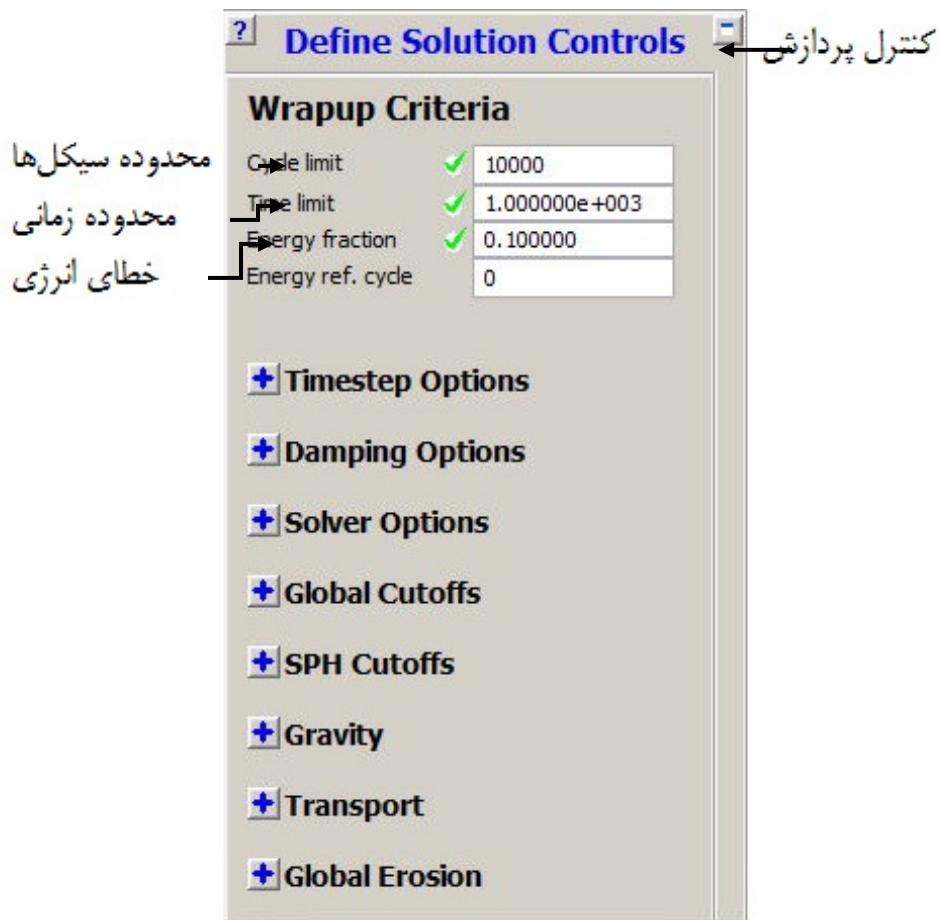 ?
Define Solution Controls
کنترل پردازش
Wrapup Criteria
محدوده سیکل‌ها
Cycle limit 10000
محدوده زمانی
Time limit 1.000000e+003
خطای انرژی
Energy fraction 0.100000
Energy ref. cycle 0
Timestep Options
Damping Options
Solver Options
Global Cutoffs
SPH Cutoffs
Gravity
Transport
Global Erosion